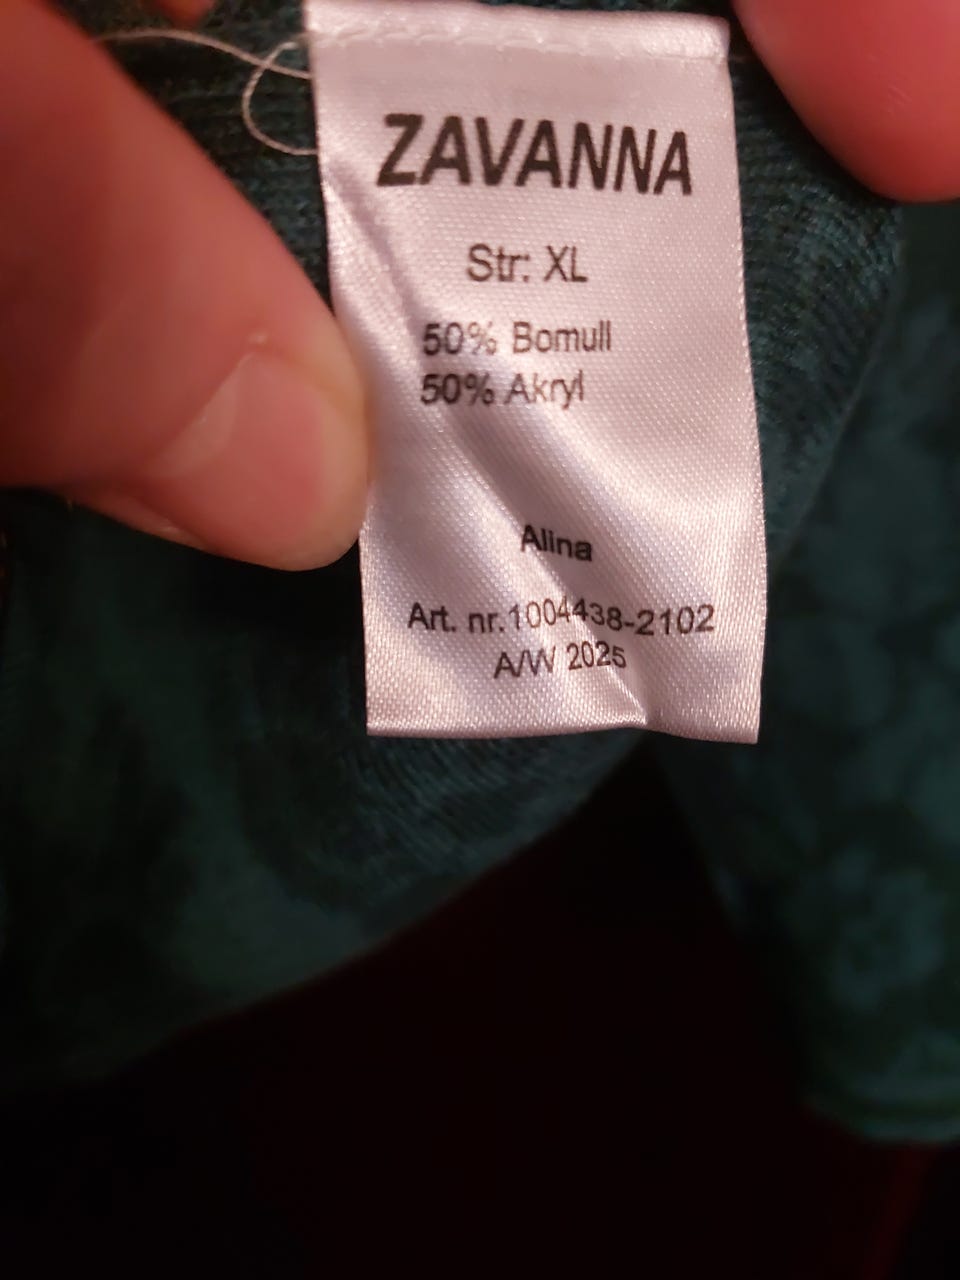 ZAVANNA
Str: XL
50% Bomull
50% Akryl
Alina
Art. nr.1004438-2102
A/W 2025